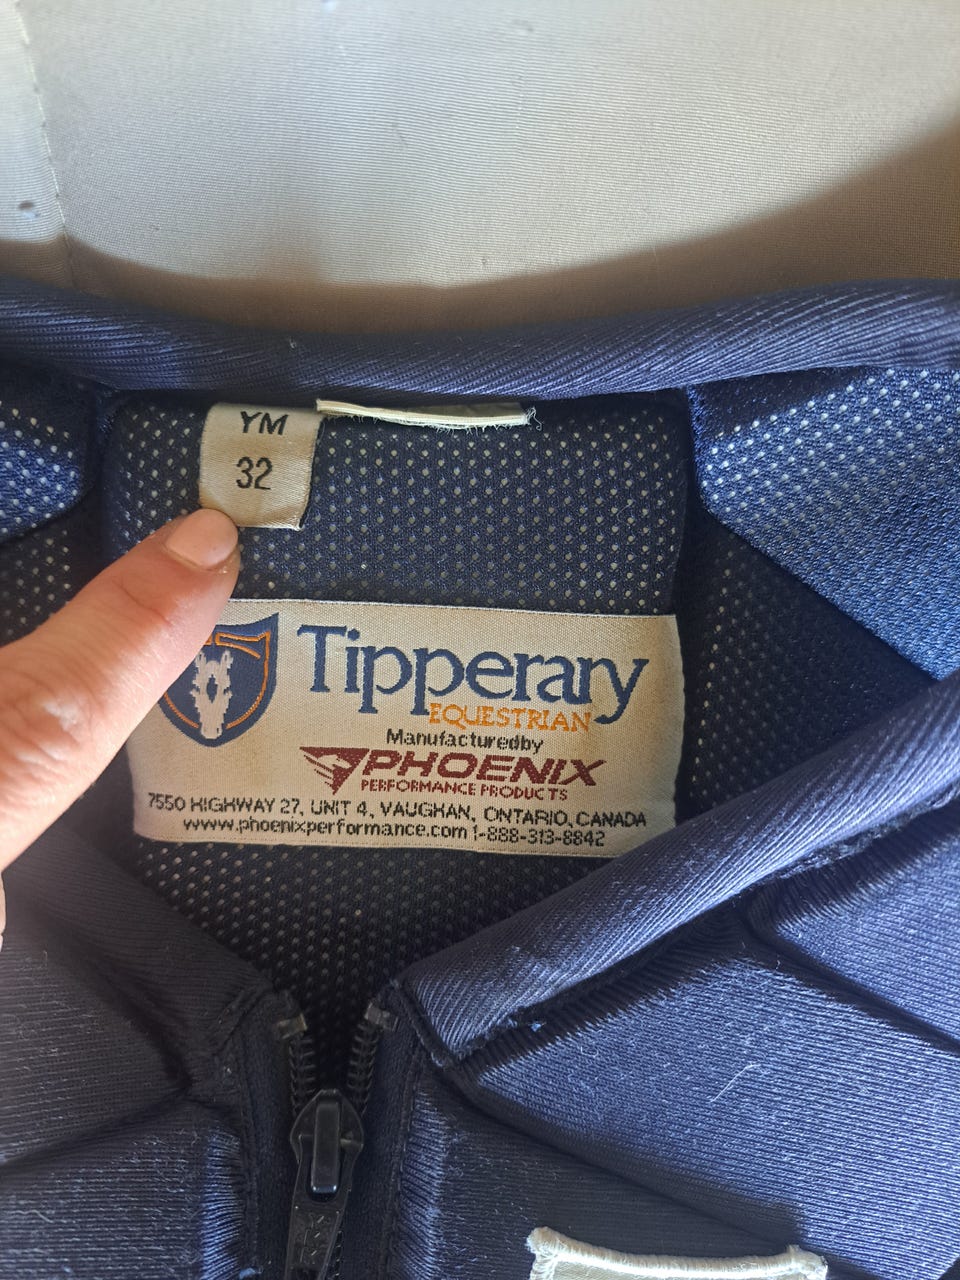 YM
32
Tipperary
EQUESTRIAN
Manufacturedby
PHOENIX
PERFORMANCE PRODUCTS
7550 HIGHWAY 27, UNIT 4, VAUGHAN, ONTARIO, CANADA
www.phoenixperformance.com 1-888-313-8842